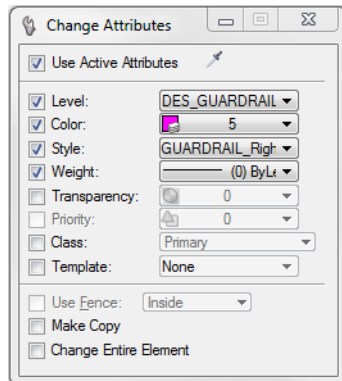 Change Attributes
Use Active Attributes
Level: DES_GUARDRAIL
Color: 5
Style: GUARDRAIL_Righ
Weight: (0) ByLe
Transparency: 0
Priority: 0
Class: Primary
Template: None
Use Fence: Inside
Make Copy
Change Entire Element